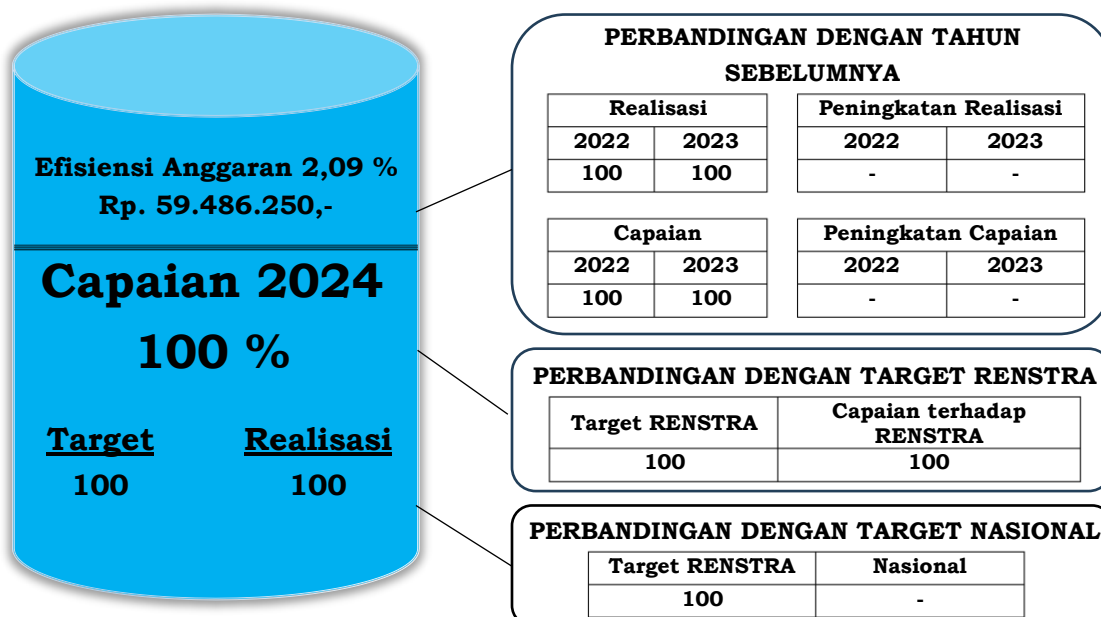 Efisiensi Anggaran 2,09 %
Rp. 59.486.250,-
Capaian 2024
100 %
Target Realisasi
100 100
PERBANDINGAN DENGAN TAHUN
SEBELUMNYA
Realisasi
2022 2023
100 100
Peningkatan Realisasi
2022 2023
- -
Capaian
2022 2023
100 100
Peningkatan Capaian
2022 2023
- -
PERBANDINGAN DENGAN TARGET RENSTRA
Target RENSTRA Capaian terhadap
RENSTRA
100 100
PERBANDINGAN DENGAN TARGET NASIONAL
Target RENSTRA Nasional
100 -